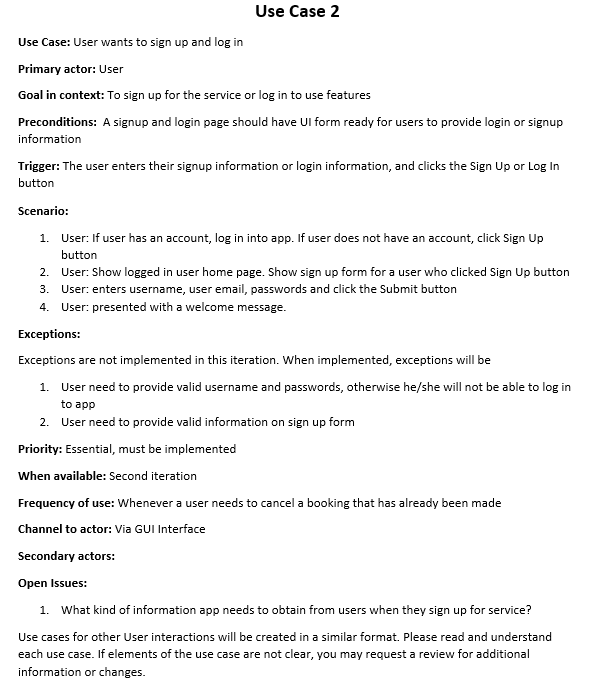 Use Case 2
Use Case: User wants to sign up and log in
Primary actor: User
Goal in context: To sign up for the service or log in to use features
Preconditions: A signup and login page should have UI form ready for users to provide login or signup
information
Trigger: The user enters their signup information or login information, and clicks the Sign Up or Log In
button
Scenario:
1. User: If user has an account, log in into app. If user does not have an account, click Sign Up
button
2. User: Show logged in user home page. Show sign up form for a user who clicked Sign Up button
3. User: enters username, user email, passwords and click the Submit button
4. User: presented with a welcome message.
Exceptions:
Exceptions are not implemented in this iteration. When implemented, exceptions will be
1. User need to provide valid username and passwords, otherwise he/she will not be able to log in
to app
2. User need to provide valid information on sign up form
Priority: Essential, must be implemented
When available: Second iteration
Frequency of use: Whenever a user needs to cancel a booking that has already been made
Channel to actor: Via GUI Interface
Secondary actors:
Open Issues:
1. What kind of information app needs to obtain from users when they sign up for service?
Use cases for other User interactions will be created in a similar format. Please read and understand
each use case. If elements of the use case are not clear, you may request a review for additional
information or changes.